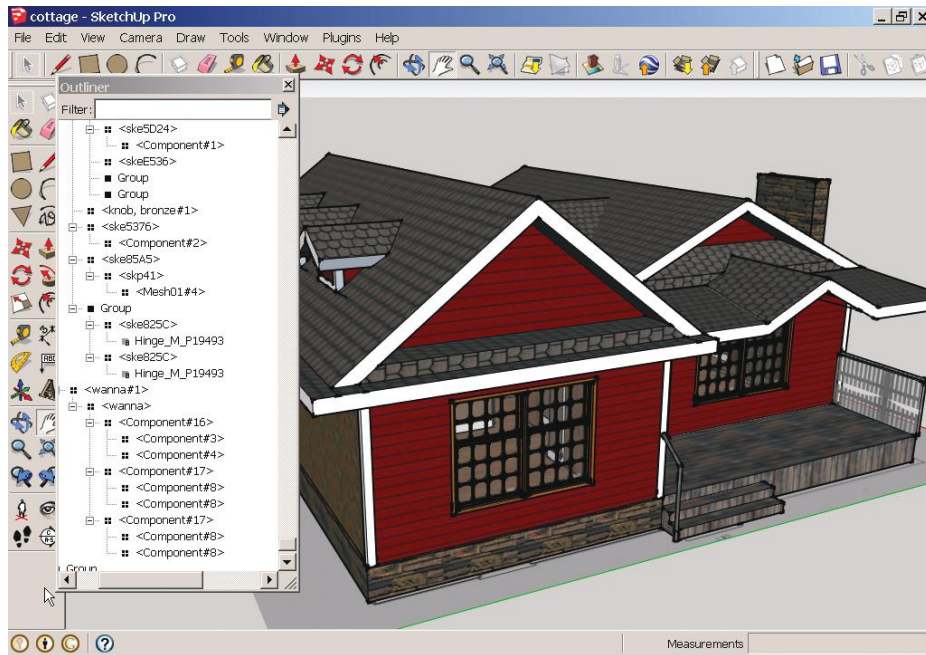 cottage - SketchUp Pro
File Edit View Camera Draw Tools Window Plugins Help
Outliner
Filter:
<ske5D24>
<Component#1>
<skeE536>
Group
Group
<knob, bronze#1>
<ske5376>
<Component#2>
<ske85A5>
<skp41>
<Mesh01#4>
Group
<ske825C>
Hinge_M_P19493
<ske825C>
Hinge_M_P19493
<wanna#1>
<wanna>
<Component#16>
<Component#3>
<Component#4>
<Component#17>
<Component#8>
<Component#8>
<Component#17>
<Component#8>
<Component#8>
Group
Measurements